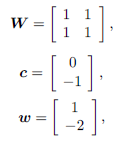 W = [ 1 1
1 1 ],
c = [ 0
-1 ],
w = [ 1
-2 ],